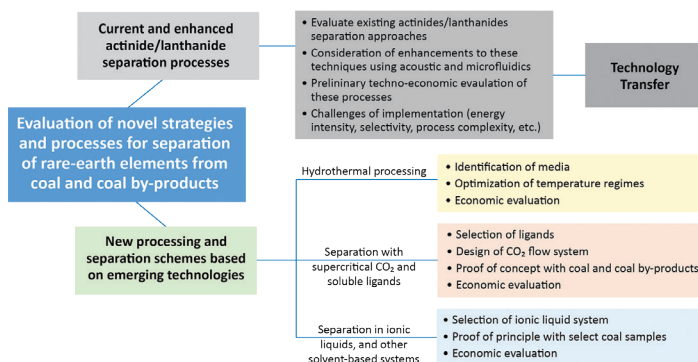 Current and enhanced
actinide/lanthanide
separation processes
• Evaluate existing actinides/lanthanides
separation approaches
• Consideration of enhancements to these
techniques using acoustic and microfluidics
• Prelininary techno-economic evaulation of
these processes
• Challenges of implementation (energy
intensity, selectivity, process complexity, etc.)
Technology
Transfer
Evaluation of novel strategies
and processes for separation
of rare-earth elements from
coal and coal by-products
New processing and
separation schemes based
on emerging technologies
Hydrothermal processing
• Identification of media
• Optimization of temperature regimes
• Economic evaluation
Separation with
supercritical CO₂ and
soluble ligands
• Selection of ligands
• Design of CO₂ flow system
• Proof of concept with coal and coal by-products
• Economic evaluation
Separation in ionic
liquids, and other
solvent-based systems
• Selection of ionic liquid system
• Proof of principle with select coal samples
• Economic evaluation